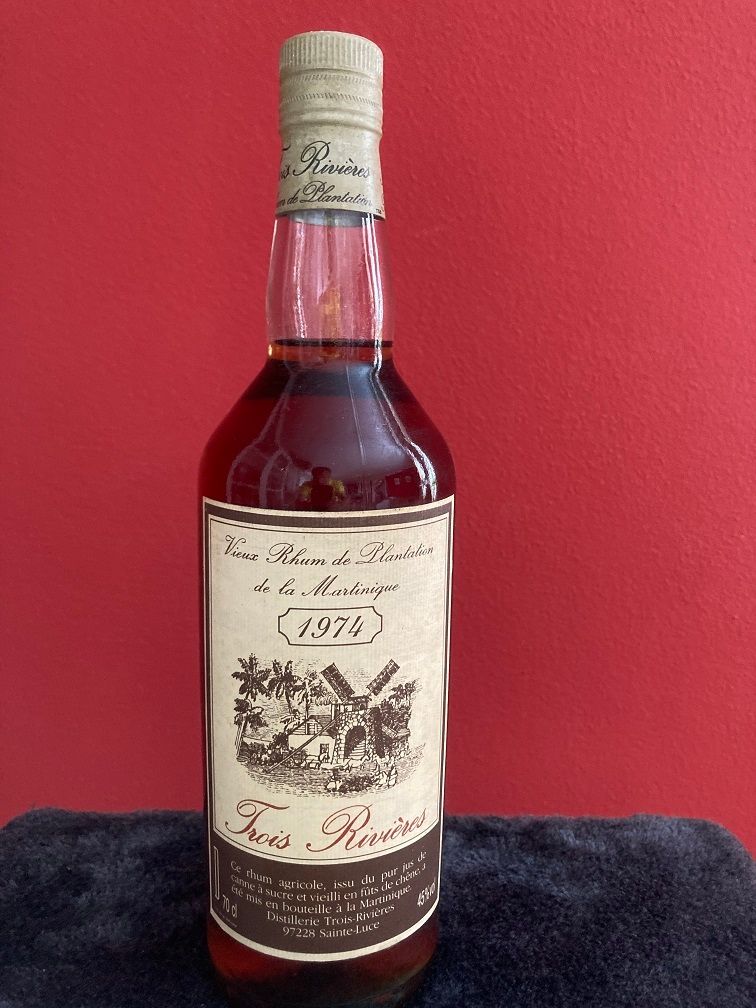 Trois Rivières
de Plantation
Vieux Rhum de Plantation
de la Martinique
1974
Trois Rivières
Ce rhum agricole, issu du pur jus de
canne à sucre et vieilli en fûts de chêne, a
été mis en bouteille à la Martinique.
Distillerie Trois-Rivières
97228 Sainte-Luce
D
70 cl
45% vol